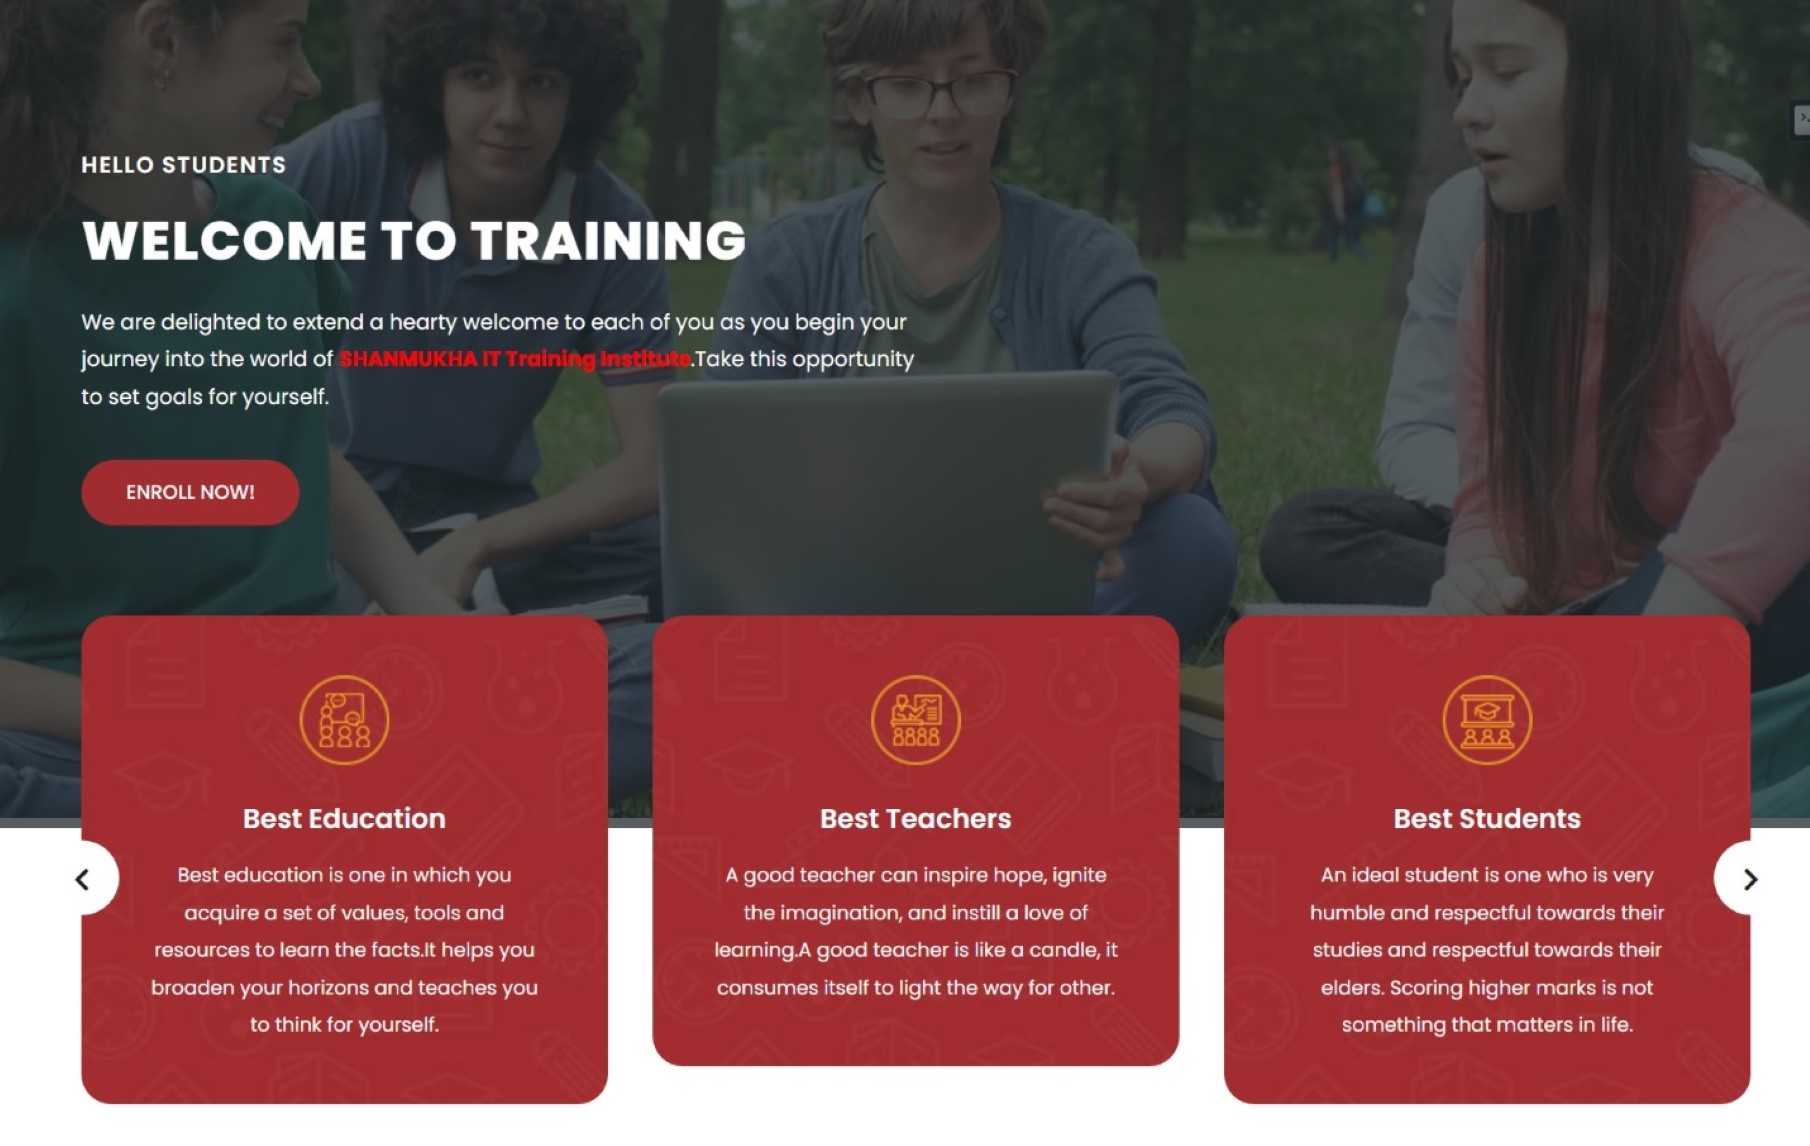 HELLO STUDENTS
WELCOME TO TRAINING
We are delighted to extend a hearty welcome to each of you as you begin your
journey into the world of SHANMUKHA IT Training Institute.Take this opportunity
to set goals for yourself.
ENROLL NOW!
Best Education
Best education is one in which you
acquire a set of values, tools and
resources to learn the facts.It helps you
broaden your horizons and teaches you
to think for yourself.
Best Teachers
A good teacher can inspire hope, ignite
the imagination, and instill a love of
learning.A good teacher is like a candle, it
consumes itself to light the way for other.
Best Students
An ideal student is one who is very
humble and respectful towards their
studies and respectful towards their
elders. Scoring higher marks is not
something that matters in life.